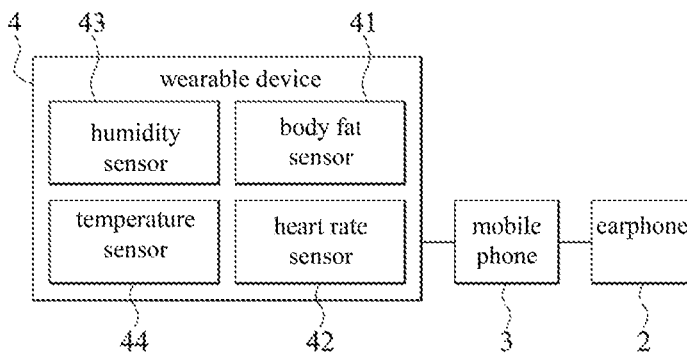 43
41
4
wearable device
humidity
sensor
body fat
sensor
temperature
sensor
heart rate
sensor
mobile
phone
earphone
44
42
3
2